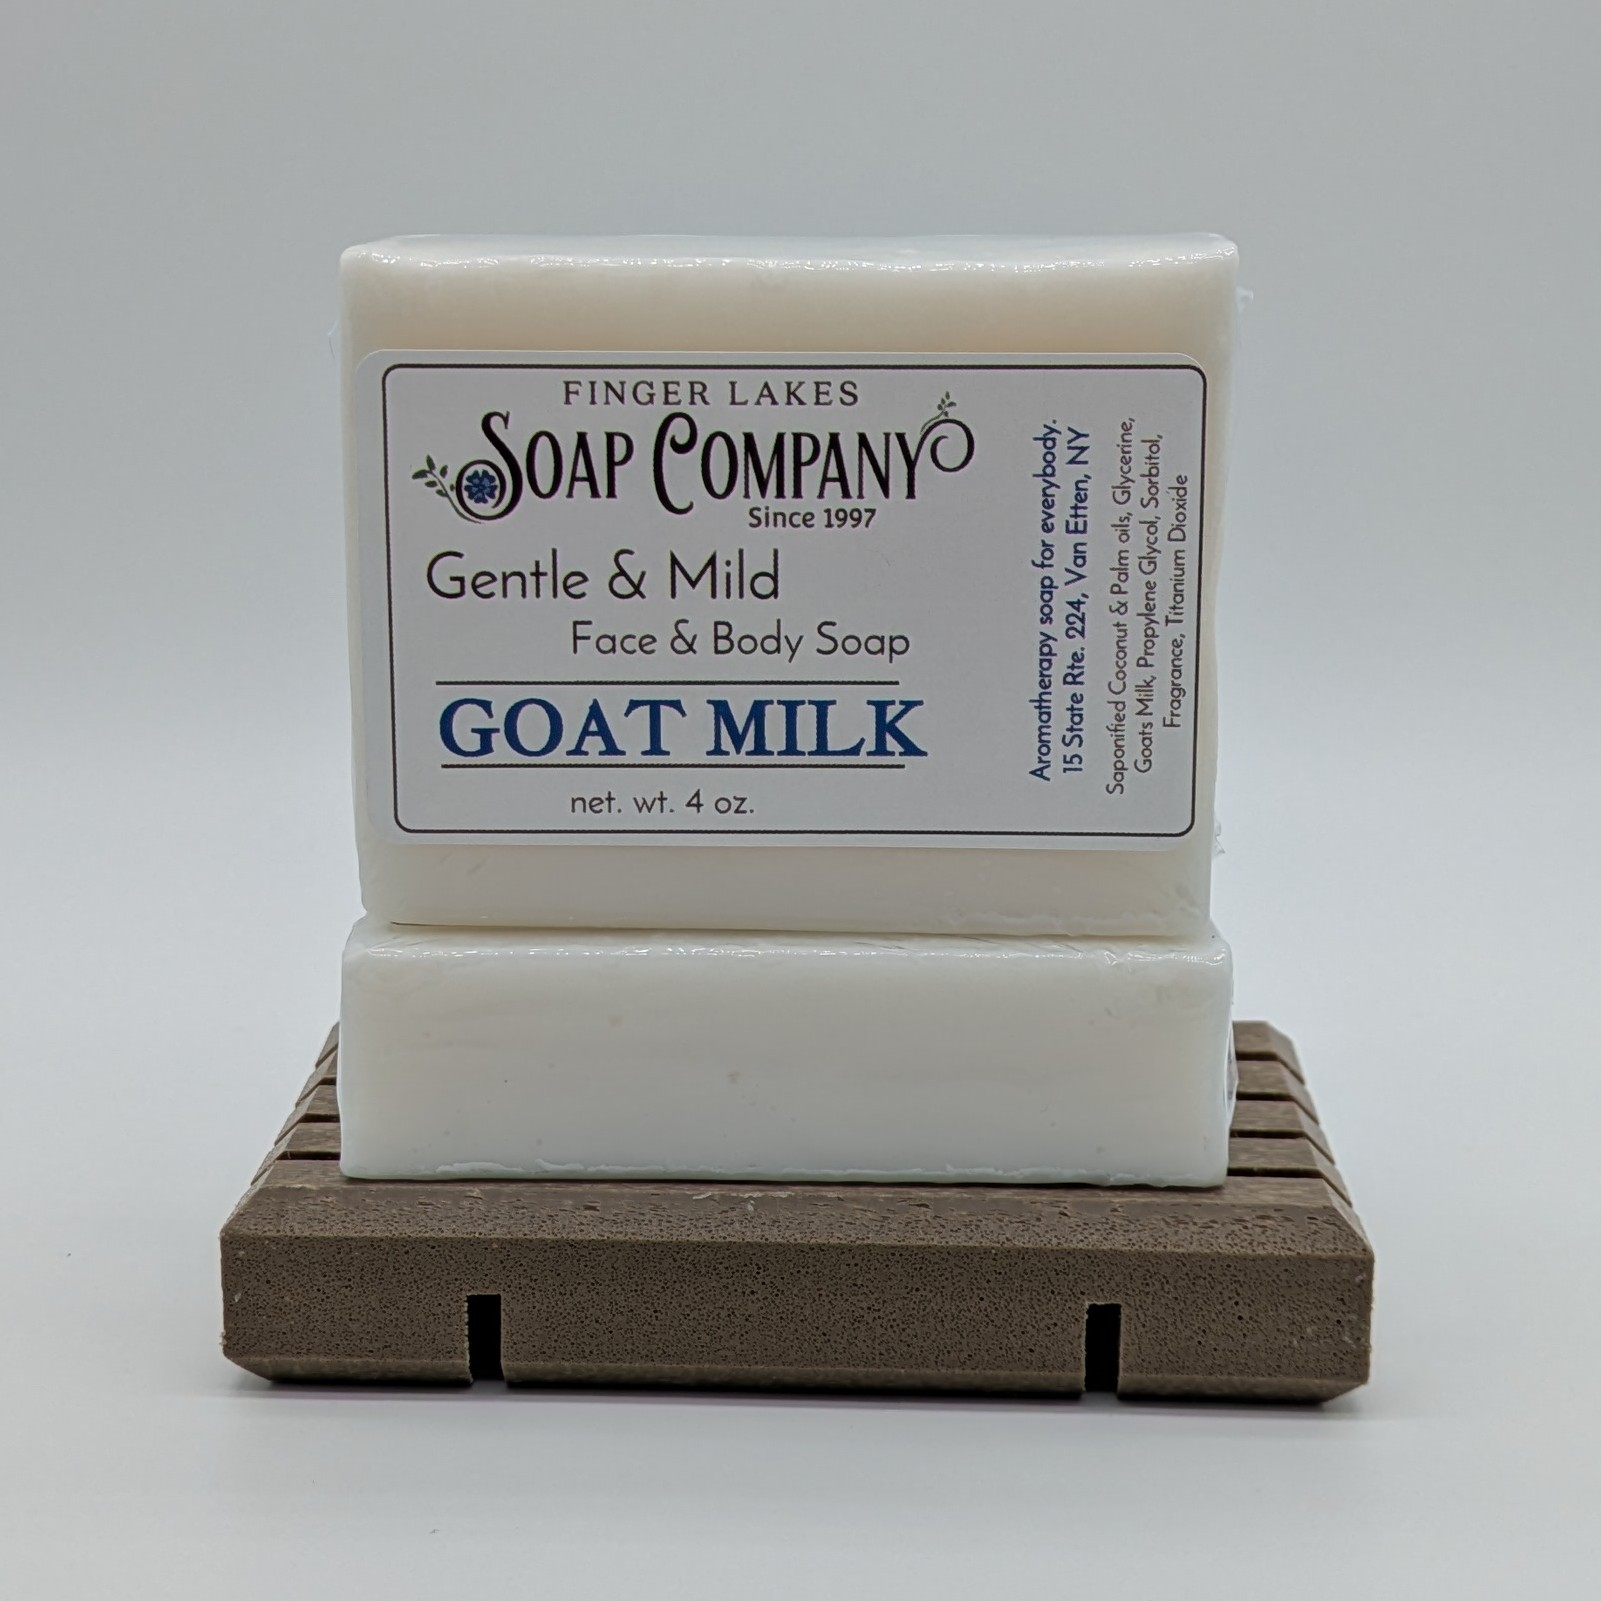 FINGER LAKES
SOAP COMPANY
Since 1997
Gentle & Mild
Face & Body Soap
GOAT MILK
net. wt. 4 oz.
Aromatherapy soap for everybody.
15 State Rte. 224, Van Etten, NY
Saponified Coconut & Palm oils, Glycerine,
Goats Milk, Propylene Glycol, Sorbitol,
Fragrance, Titanium Dioxide